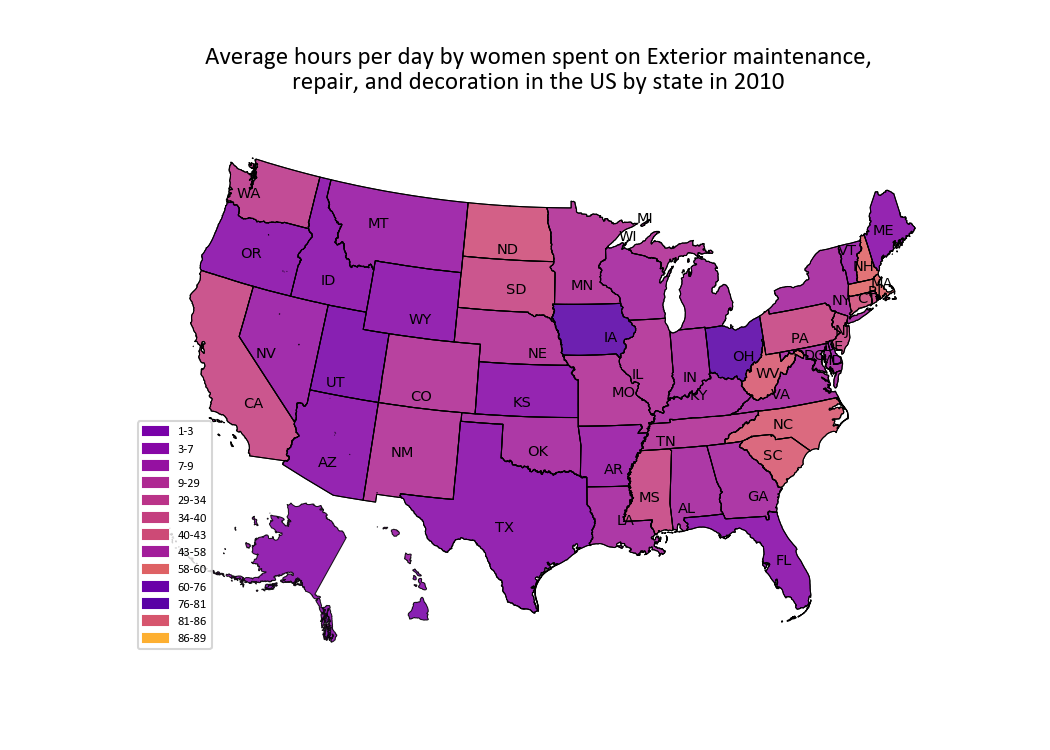 Average hours per day by women spent on Exterior maintenance,
repair, and decoration in the US by state in 2010
WA
MT
ND
MN
WI
MI
ME
VT
NH
MA
OR
ID
SD
WY
NE
IA
NY
CT
RI
PA
NJ
NV
UT
CO
KS
MO
IL
IN
OH
WV
DC
DE
MD
VA
KY
CA
AZ
NM
OK
AR
TN
NC
SC
TX
LA
MS
AL
GA
FL
1-3
3-7
7-9
9-29
29-34
34-40
40-43
43-58
58-60
60-76
76-81
81-86
86-89